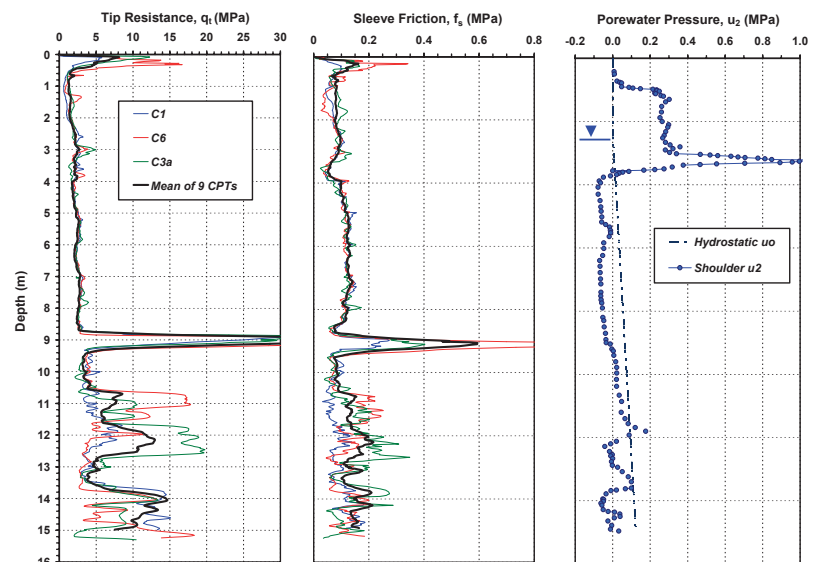 Tip Resistance, qt (MPa)
0 5 10 15 20 25 30
Sleeve Friction, fs (MPa)
0 0.2 0.4 0.6 0.8
Porewater Pressure, u2 (MPa)
-0.2 0.0 0.2 0.4 0.6 0.8 1.0
Depth (m)
0
1
2
3
4
5
6
7
8
9
10
11
12
13
14
15
16
C1
C6
C3a
Mean of 9 CPTs
Hydrostatic uo
Shoulder u2